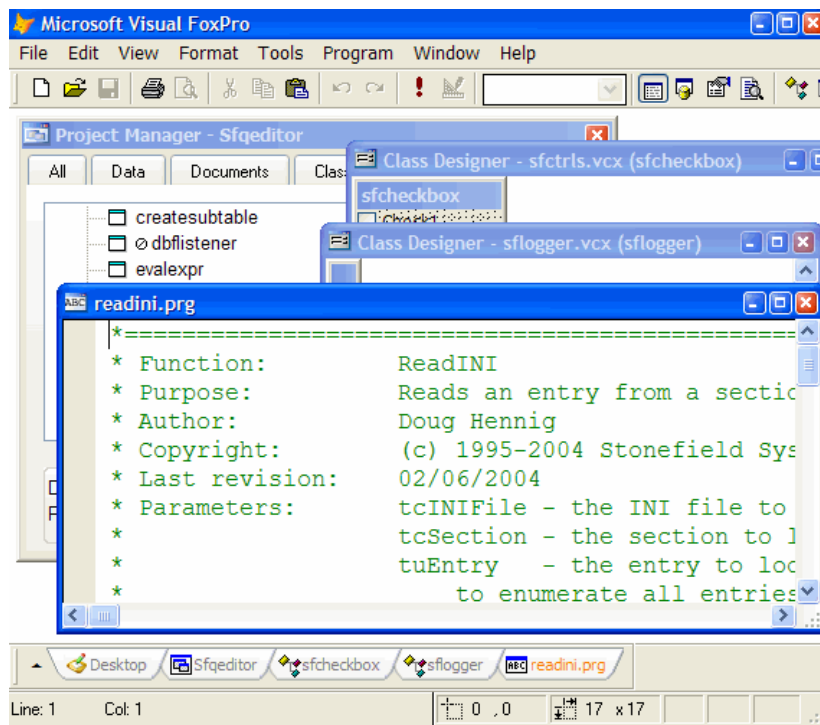 Microsoft Visual FoxPro
File Edit View Format Tools Program Window Help
Project Manager - Sfqeditor
All Data Documents Clas
createsubtable
dbflistener
evalexpr
Class Designer - sfctrls.vcx (sfcheckbox)
sfcheckbox
Class Designer - sflogger.vcx (sflogger)
ABC readini.prg
*================================================
* Function: ReadINI
* Purpose: Reads an entry from a sectio
* Author: Doug Hennig
* Copyright: (c) 1995-2004 Stonefield Sys
* Last revision: 02/06/2004
* Parameters: tcINIFile - the INI file to
* tcSection - the section to l
* tuEntry - the entry to loo
* to enumerate all entries
Desktop Sfqeditor sfcheckbox sflogger ABC readini.prg
Line: 1 Col: 1 0 ,0 17 x17